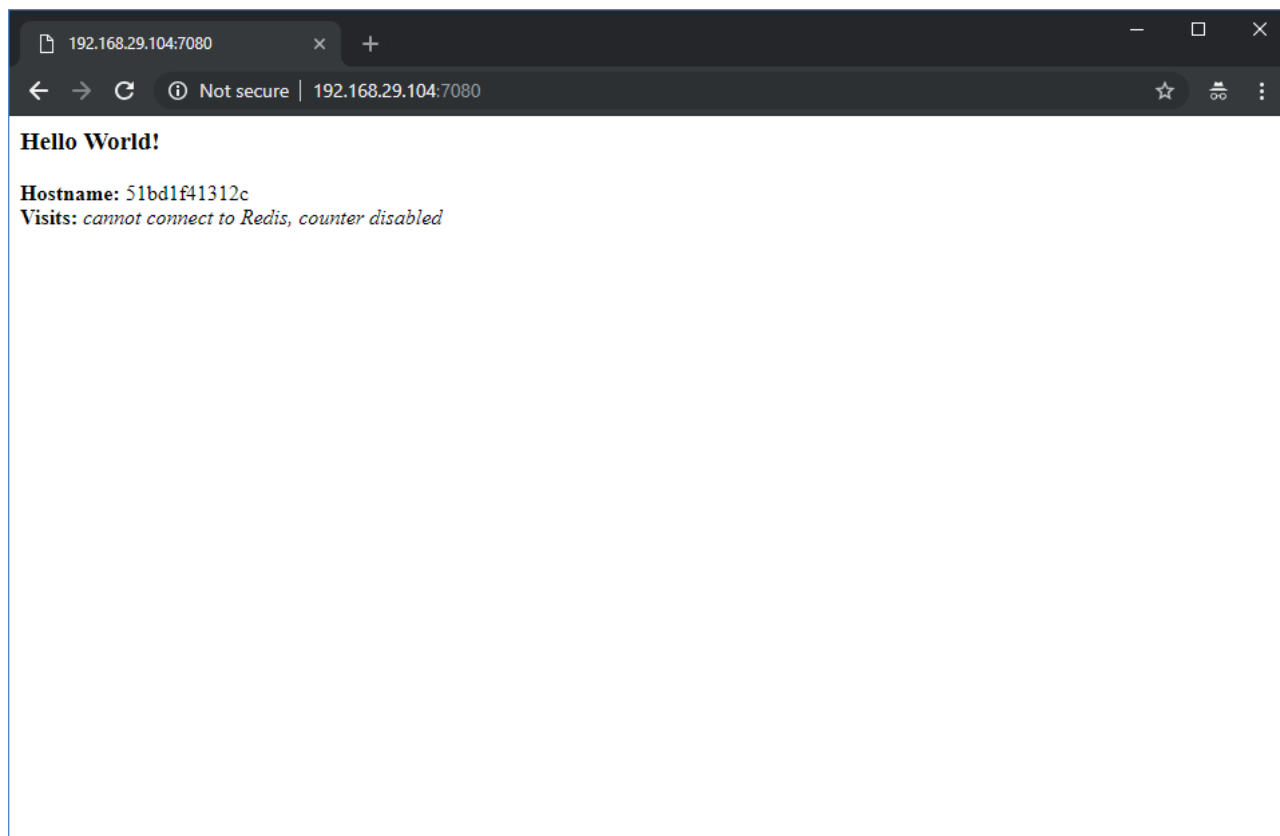 192.168.29.104:7080
Not secure | 192.168.29.104:7080
Hello World!
Hostname: 51bd1f41312c
Visits: cannot connect to Redis, counter disabled